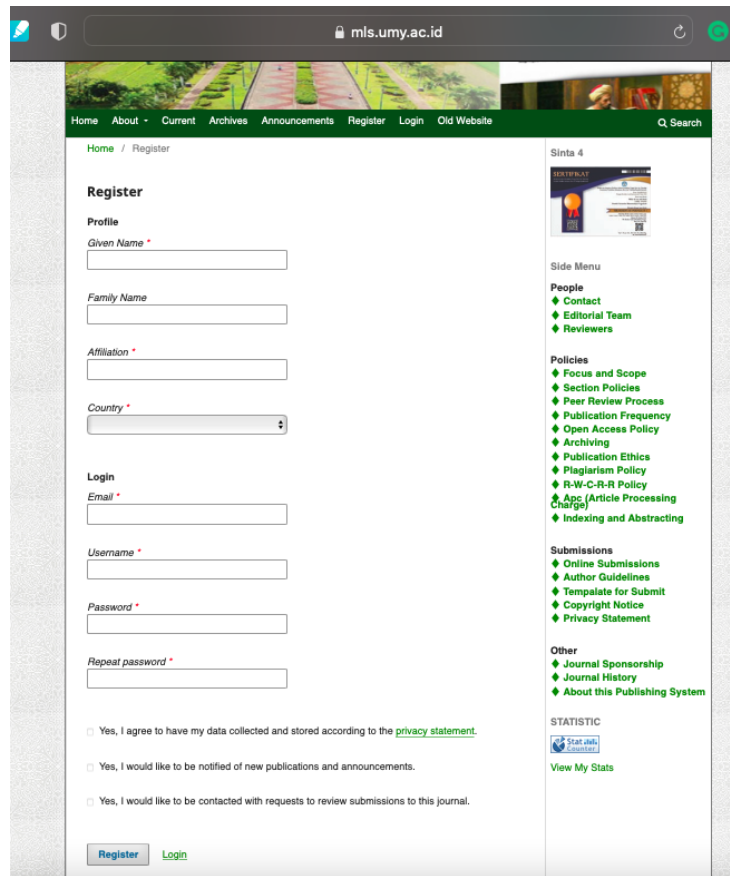 mls.umy.ac.id
Home About Current Archives Announcements Register Login Old Website
Search
Home / Register
Register
Profile
Given Name *
Family Name
Affiliation *
Country *
Login
Email *
Username *
Password *
Repeat password *
Yes, I agree to have my data collected and stored according to the privacy statement.
Yes, I would like to be notified of new publications and announcements.
Yes, I would like to be contacted with requests to review submissions to this journal.
Register Login
Sinta 4
SERTIFIKAT
Side Menu
People
♦ Contact
♦ Editorial Team
♦ Reviewers
Policies
♦ Focus and Scope
♦ Section Policies
♦ Peer Review Process
♦ Publication Frequency
♦ Open Access Policy
♦ Archiving
♦ Publication Ethics
♦ Plagiarism Policy
♦ R-W-C-R-R Policy
♦ Apc (Article Processing
Charge)
♦ Indexing and Abstracting
Submissions
♦ Online Submissions
♦ Author Guidelines
♦ Tempalate for Submit
♦ Copyright Notice
♦ Privacy Statement
Other
♦ Journal Sponsorship
♦ Journal History
♦ About this Publishing System
STATISTIC
Stat
Counter
View My Stats